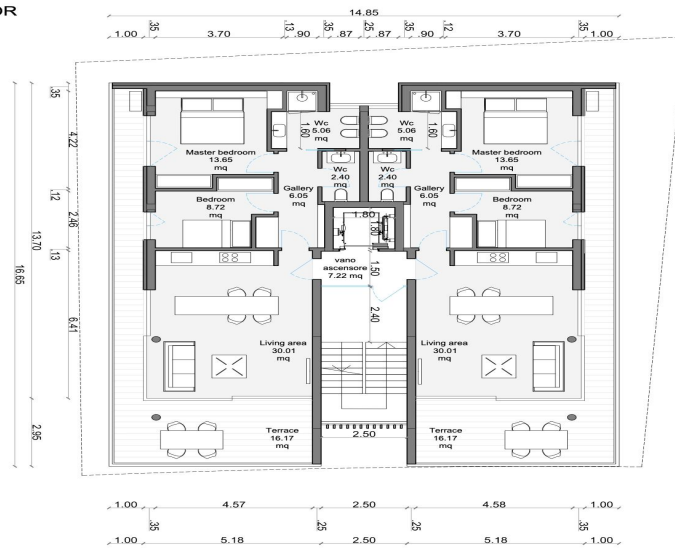 OR
14.85
1.00 .35 3.70 .13 .90 .35 .87 .25 .87 .35 .90 .12 3.70 .35 1.00
.35
4.22
.12
2.46
.13
6.41
13.70
2.95
16.65
Wc
5.06
mq
1.60
Wc
5.06
mq
1.60
Master bedroom
13.65
mq
Master bedroom
13.65
mq
Wc
2.40
mq
Wc
2.40
mq
Gallery
6.05
mq
Gallery
6.05
mq
Bedroom
8.72
mq
Bedroom
8.72
mq
1.80
1.80
vano
ascensore
7.22 mq
1.50
2.40
Living area
30.01
mq
Living area
30.01
mq
Terrace
16.17
mq
Terrace
16.17
mq
2.50
1.00 .35 4.57 .25 2.50 .25 4.58 .35 1.00
1.00 5.18 2.50 5.18 1.00